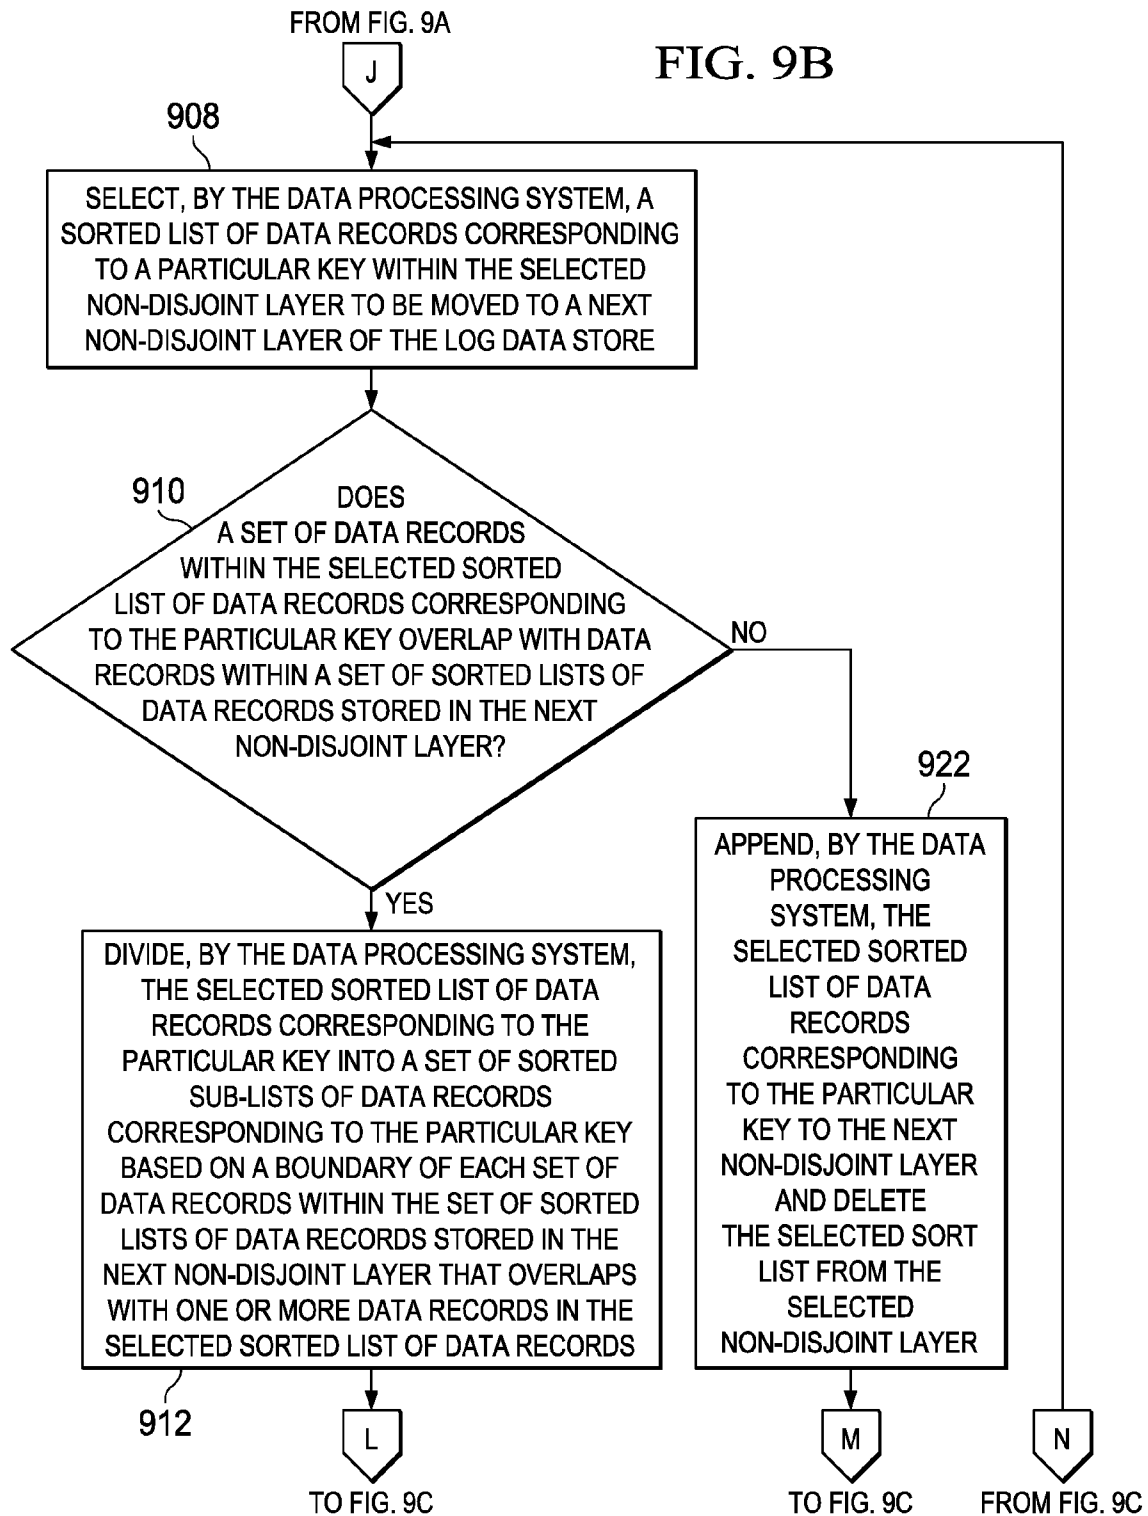 FROM FIG. 9A
J
FIG. 9B
908
SELECT, BY THE DATA PROCESSING SYSTEM, A
SORTED LIST OF DATA RECORDS CORRESPONDING
TO A PARTICULAR KEY WITHIN THE SELECTED
NON-DISJOINT LAYER TO BE MOVED TO A NEXT
NON-DISJOINT LAYER OF THE LOG DATA STORE
910
DOES
A SET OF DATA RECORDS
WITHIN THE SELECTED SORTED
LIST OF DATA RECORDS CORRESPONDING
TO THE PARTICULAR KEY OVERLAP WITH DATA
RECORDS WITHIN A SET OF SORTED LISTS OF
DATA RECORDS STORED IN THE NEXT
NON-DISJOINT LAYER?
NO
YES
DIVIDE, BY THE DATA PROCESSING SYSTEM,
THE SELECTED SORTED LIST OF DATA
RECORDS CORRESPONDING TO THE
PARTICULAR KEY INTO A SET OF SORTED
SUB-LISTS OF DATA RECORDS
CORRESPONDING TO THE PARTICULAR KEY
BASED ON A BOUNDARY OF EACH SET OF
DATA RECORDS WITHIN THE SET OF SORTED
LISTS OF DATA RECORDS STORED IN THE
NEXT NON-DISJOINT LAYER THAT OVERLAPS
WITH ONE OR MORE DATA RECORDS IN THE
SELECTED SORTED LIST OF DATA RECORDS
912
L
TO FIG. 9C
922
APPEND, BY THE DATA
PROCESSING
SYSTEM, THE
SELECTED SORTED
LIST OF DATA
RECORDS
CORRESPONDING
TO THE PARTICULAR
KEY TO THE NEXT
NON-DISJOINT LAYER
AND DELETE
THE SELECTED SORT
LIST FROM THE
SELECTED
NON-DISJOINT LAYER
M
TO FIG. 9C
N
FROM FIG. 9C